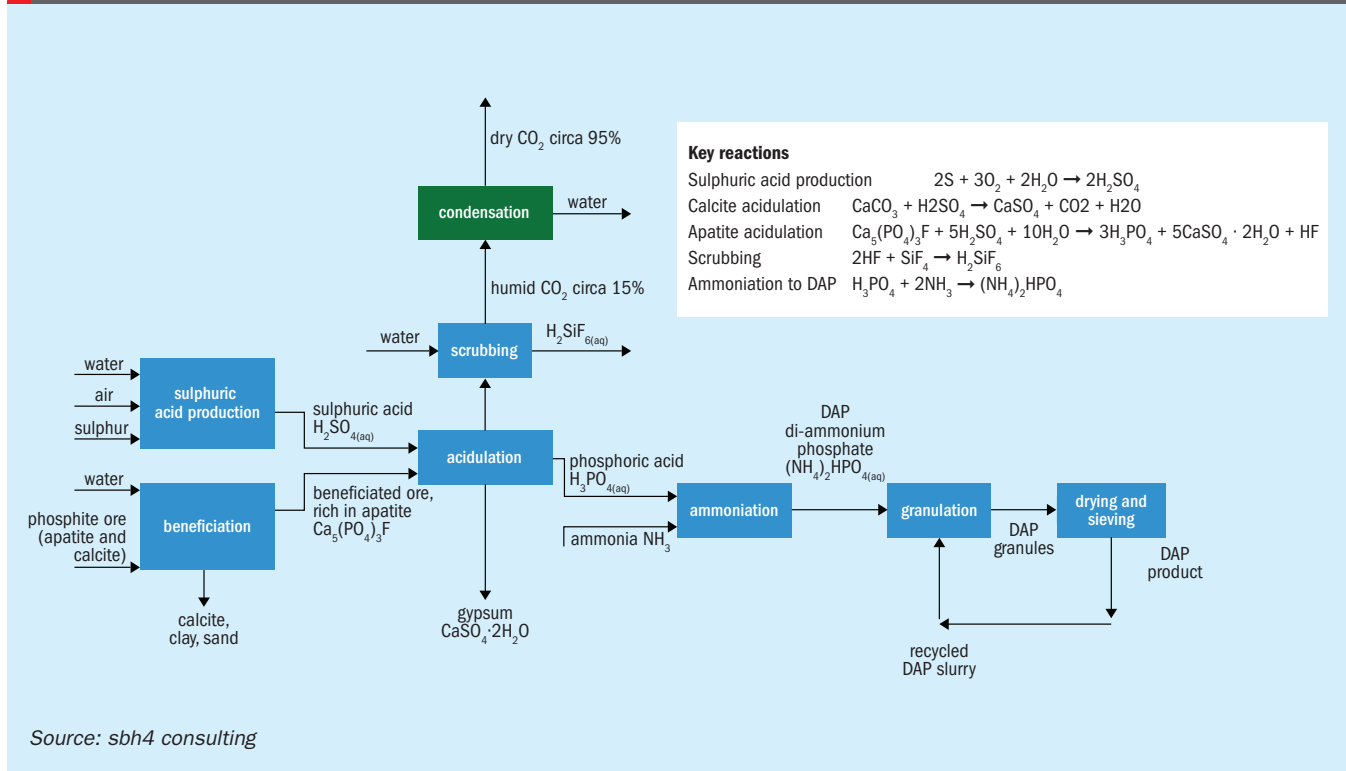 dry CO₂ circa 95%
condensation
water
humid CO₂ circa 15%
water
scrubbing
H₂SiF₆₍ₐq₎
Key reactions
Sulphuric acid production 2S + 3O₂ + 2H₂O → 2H₂SO₄
Calcite acidulation CaCO₃ + H2SO₄ → CaSO₄ + CO2 + H2O
Apatite acidulation Ca₅(PO₄)₃F + 5H₂SO₄ + 10H₂O → 3H₃PO₄ + 5CaSO₄ · 2H₂O + HF
Scrubbing 2HF + SiF₄ → H₂SiF₆
Ammoniation to DAP H₃PO₄ + 2NH₃ → (NH₄)₂HPO₄
water
air
sulphur
sulphuric
acid production
sulphuric acid
H₂SO₄₍ₐq₎
water
phosphite ore
(apatite and
calcite)
beneficiation
beneficiated ore,
rich in apatite
Ca₅(PO₄)₃F
calcite,
clay, sand
acidulation
gypsum
CaSO₄·2H₂O
phosphoric acid
H₃PO₄₍ₐq₎
ammonia NH₃
ammoniation
DAP
di-ammonium
phosphate
(NH₄)₂HPO₄₍ₐq₎
granulation
DAP
granules
drying and
sieving
DAP
product
recycled
DAP slurry
Source: sbh4 consulting